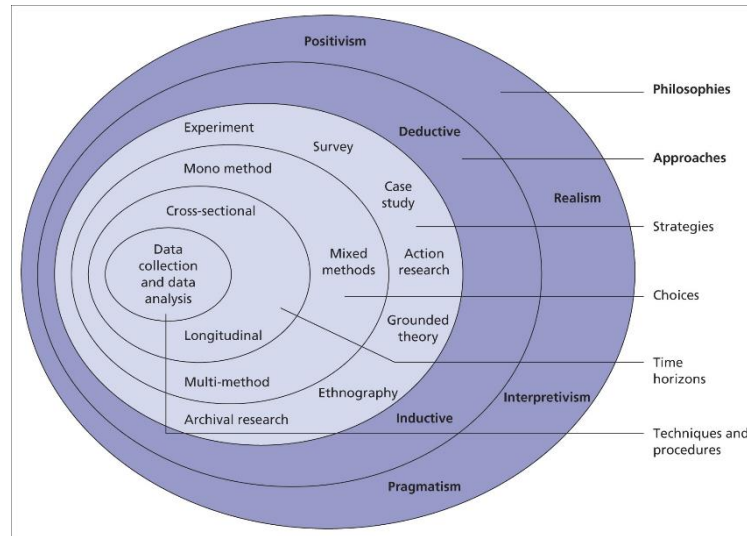 Positivism
Philosophies
Deductive
Approaches
Experiment
Survey
Mono method
Case
study
Realism
Cross-sectional
Strategies
Data
collection
and data
analysis
Mixed
methods
Action
research
Choices
Longitudinal
Grounded
theory
Time
horizons
Multi-method
Ethnography
Interpretivism
Archival research
Inductive
Techniques and
procedures
Pragmatism